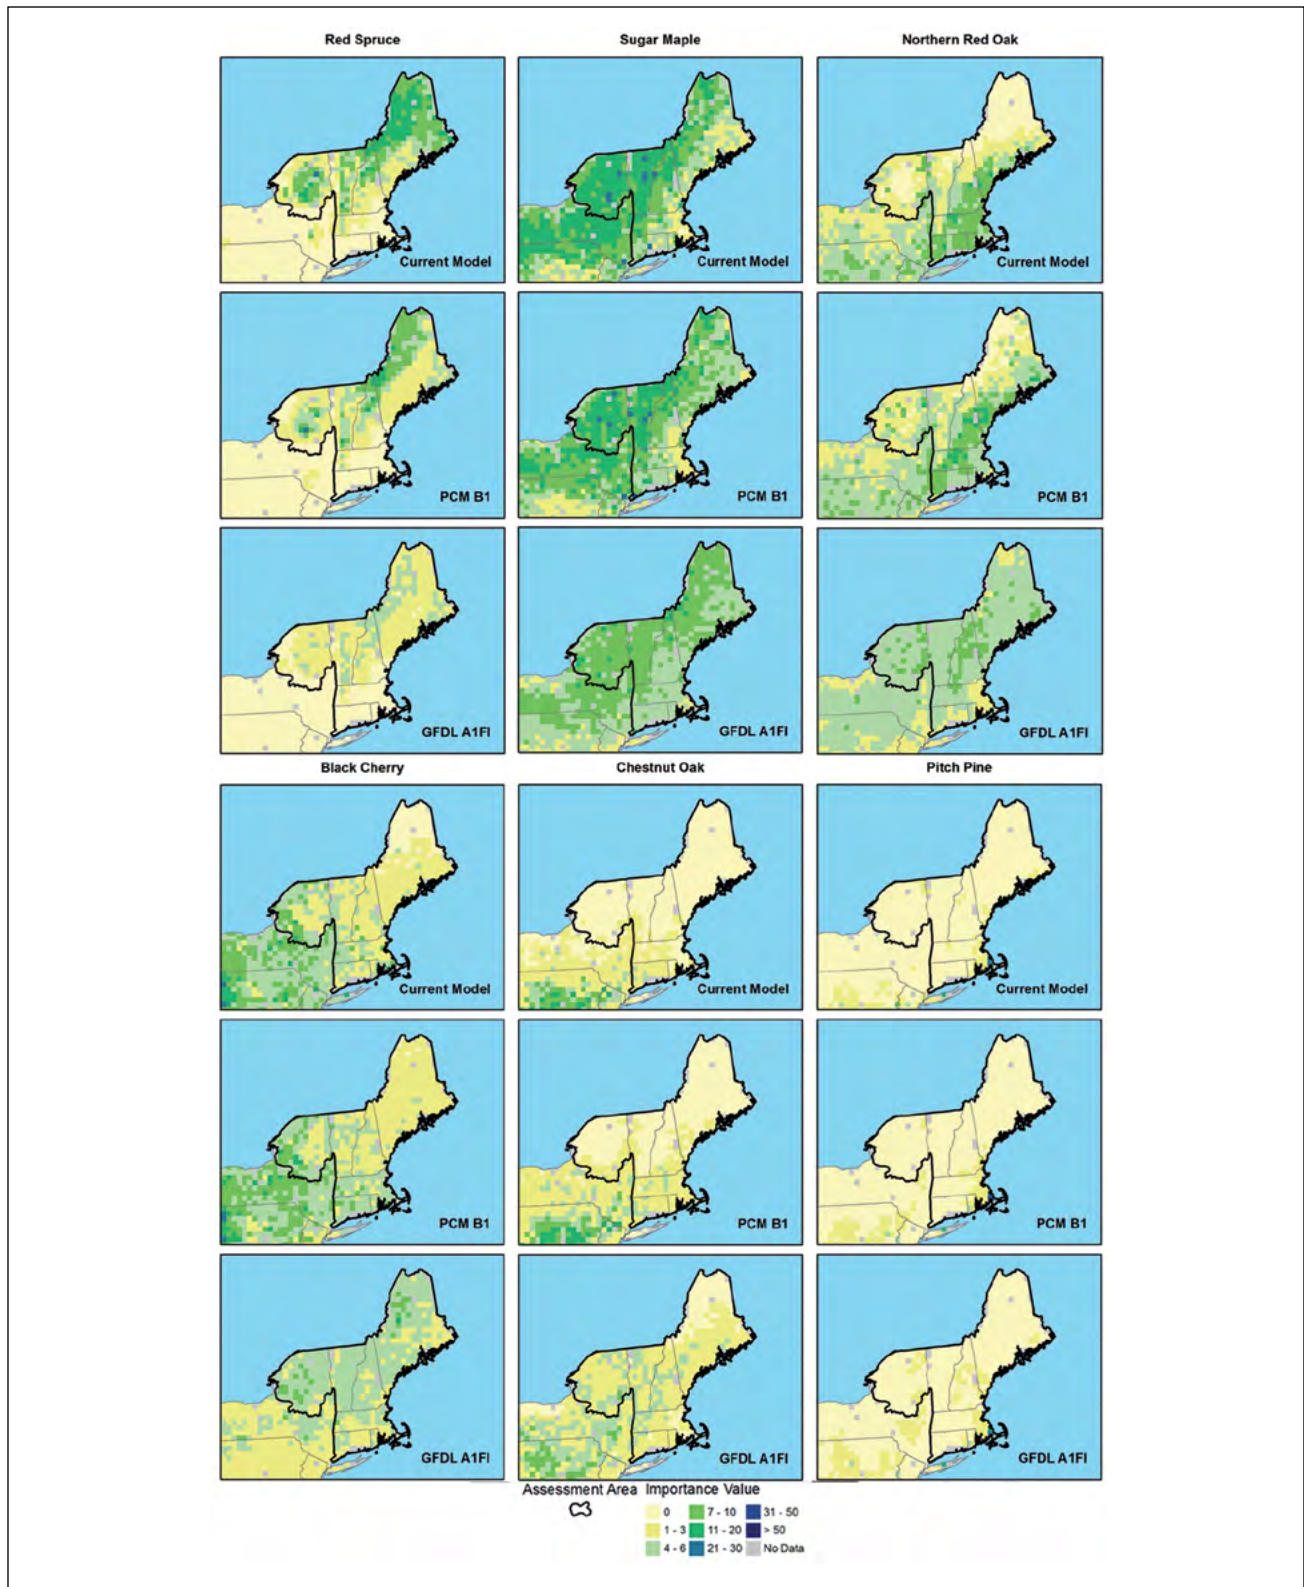 Red Spruce
Sugar Maple
Northern Red Oak
Current Model
Current Model
Current Model
PCM B1
PCM B1
PCM B1
GFDL A1FI
GFDL A1FI
GFDL A1FI
Black Cherry
Chestnut Oak
Pitch Pine
Current Model
Current Model
Current Model
PCM B1
PCM B1
PCM B1
GFDL A1FI
GFDL A1FI
GFDL A1FI
Assessment Area Importance Value
0 7 - 10 31 - 50
1 - 3 11 - 20 > 50
4 - 6 21 - 30 No Data